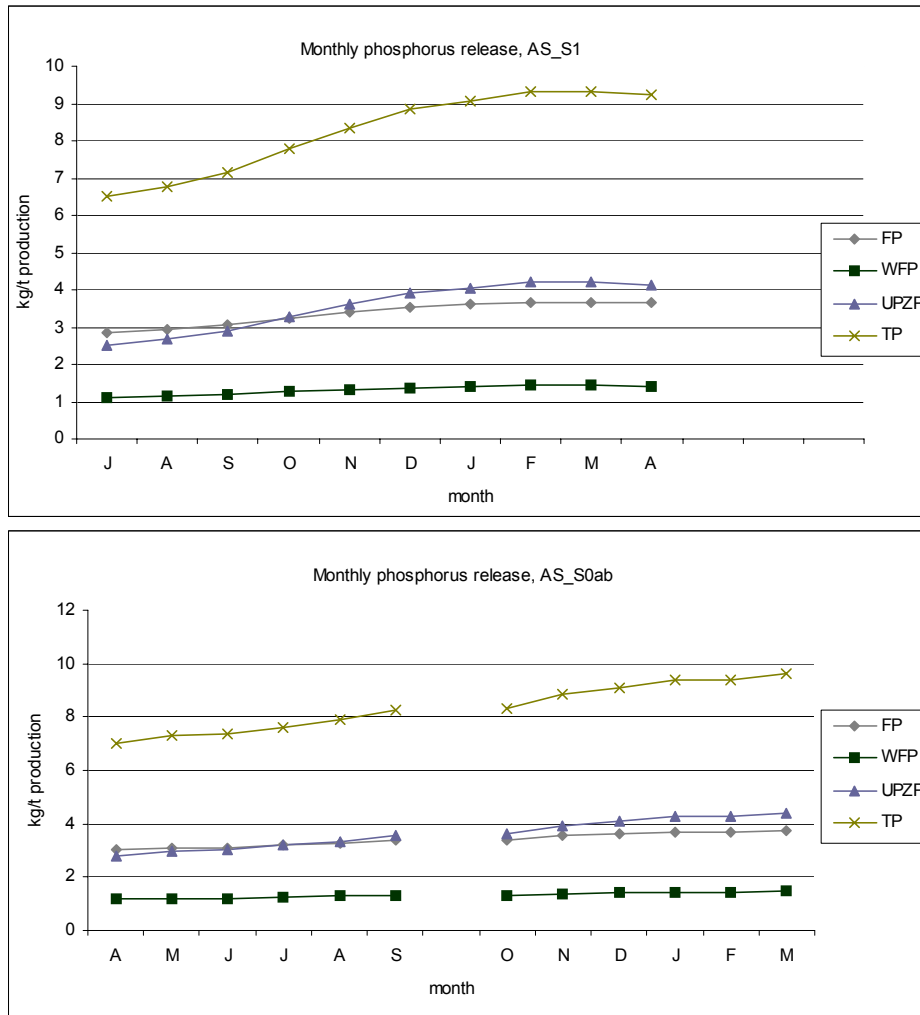 Monthly phosphorus release, AS_S1
10
9
8
7
6
5
4
3
2
1
0
kg/t production
J A S O N D J F M A
month
FP
WFP
UPZP
TP
Monthly phosphorus release, AS_S0ab
12
10
8
6
4
2
0
kg/t production
A M J J A S O N D J F M
month
FP
WFP
UPZP
TP